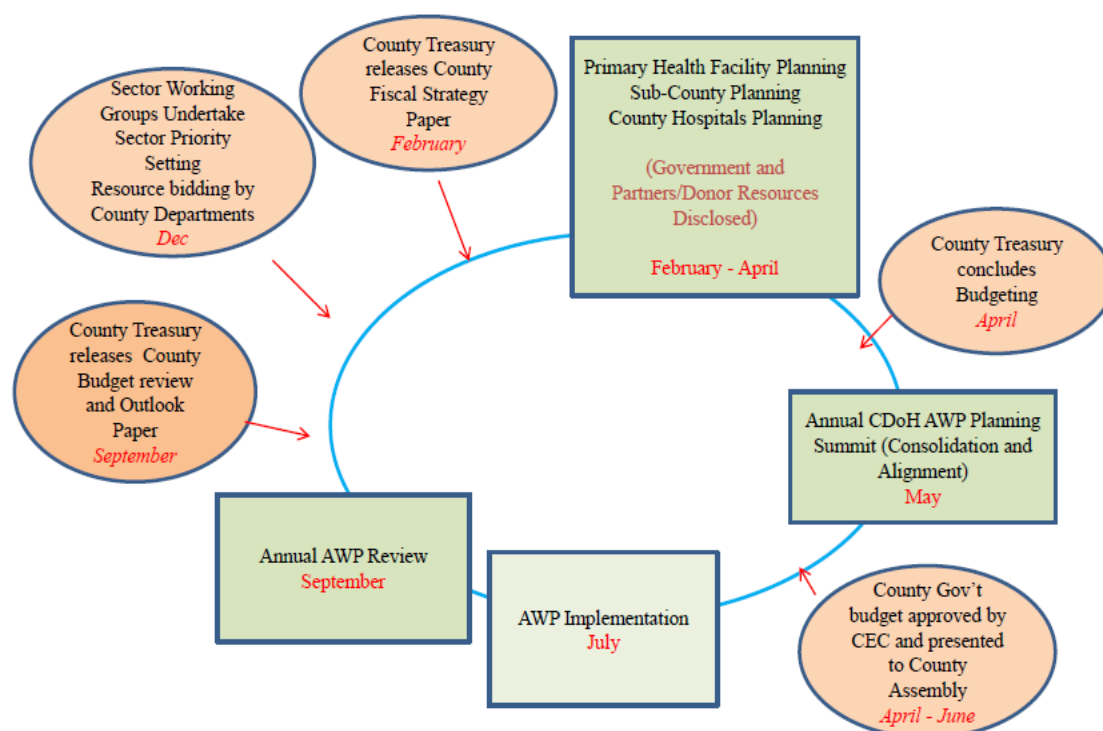 County Treasury
releases County
Fiscal Strategy
Paper
February
Primary Health Facility Planning
Sub-County Planning
County Hospitals Planning
(Government and
Partners/Donor Resources
Disclosed)
February - April
Sector Working
Groups Undertake
Sector Priority
Setting
Resource bidding by
County Departments
Dec
County Treasury
concludes
Budgeting
April
County Treasury
releases County
Budget review
and Outlook
Paper
September
Annual CDoH AWP Planning
Summit (Consolidation and
Alignment)
May
Annual AWP Review
September
AWP Implementation
July
County Gov’t
budget approved by
CEC and presented
to County
Assembly
April - June